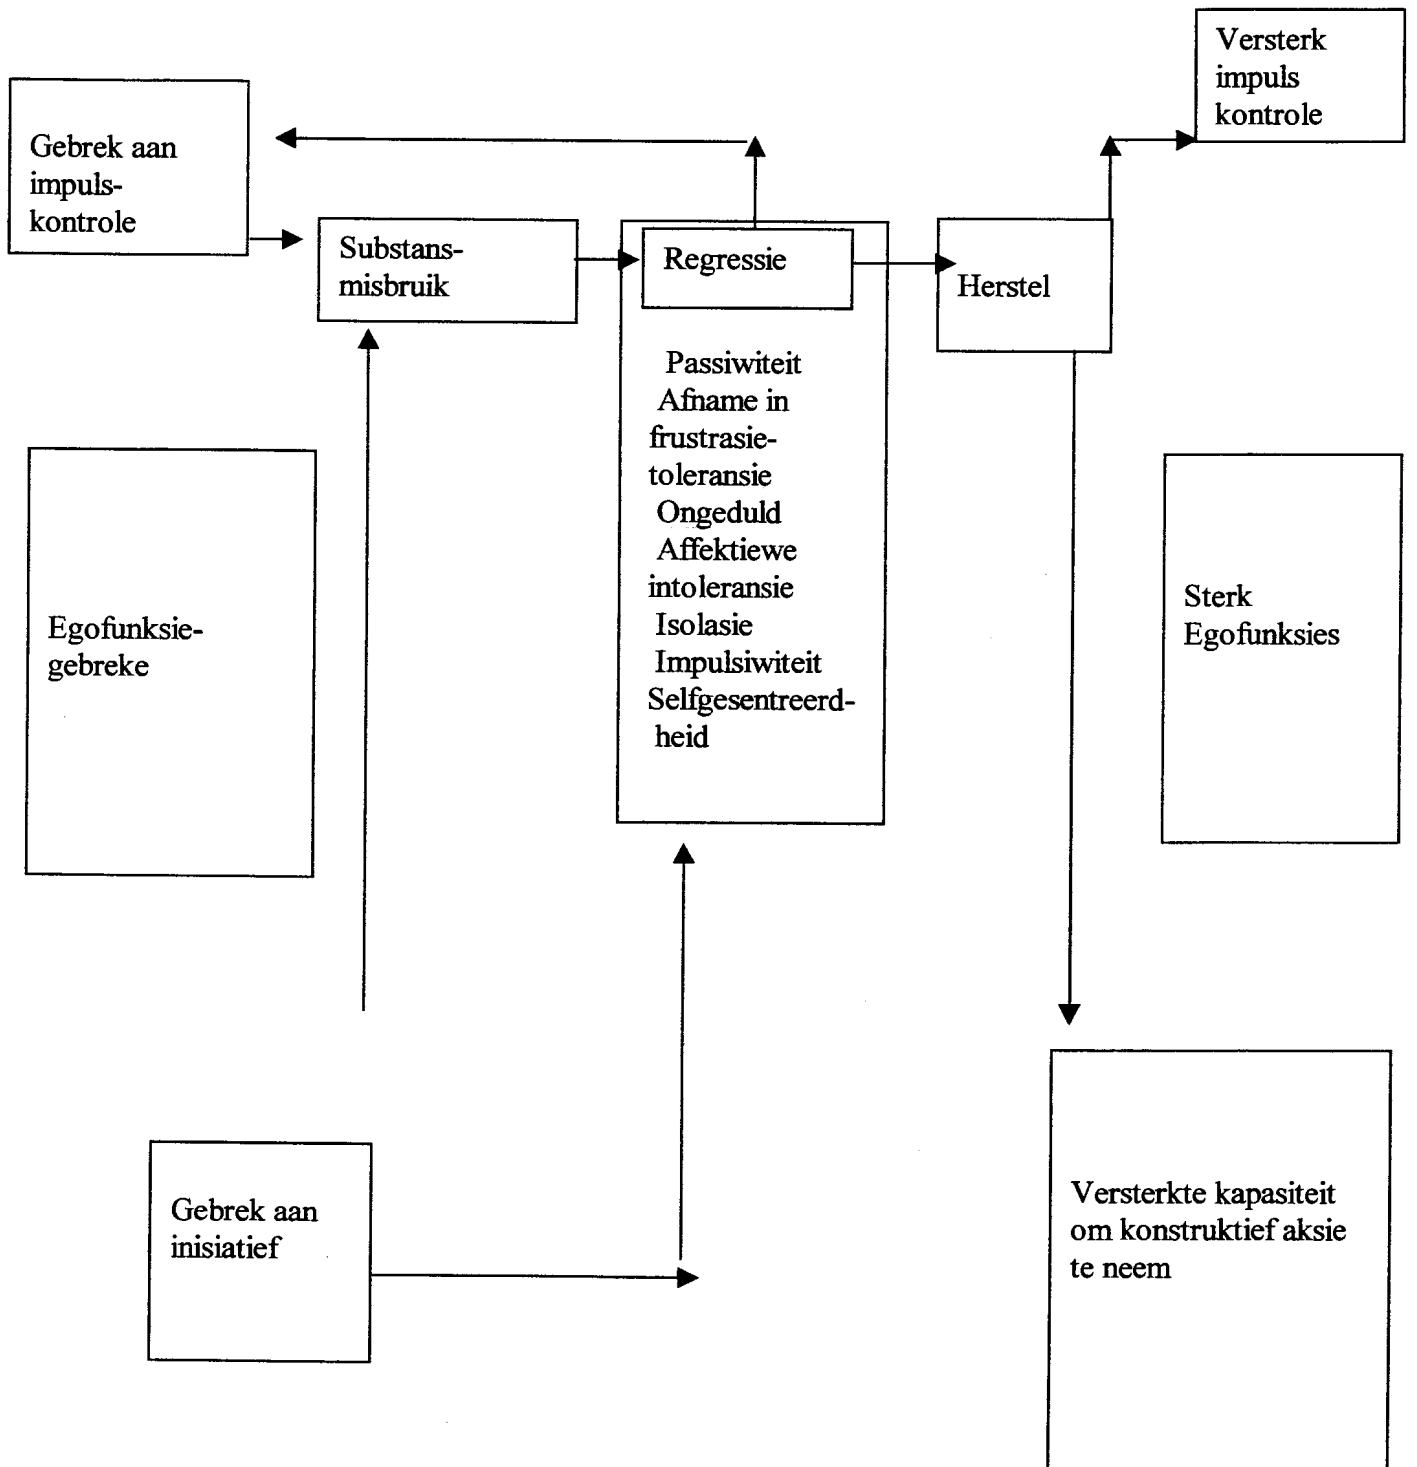 Versterk
impuls
kontrole
Gebrek aan
impuls-
kontrole
Substans-
misbruik
Regressie
Herstel
Passiwiteit
Afname in
frustrasie-
toleransie
Ongeduld
Affektiewe
intoleransie
Isolasie
Impulsiwiteit
Selfgesentreerd-
heid
Egofunksie-
gebreke
Sterk
Egofunksies
Gebrek aan
inisiatief
Versterkte kapasiteit
om konstruktief aksie
te neem